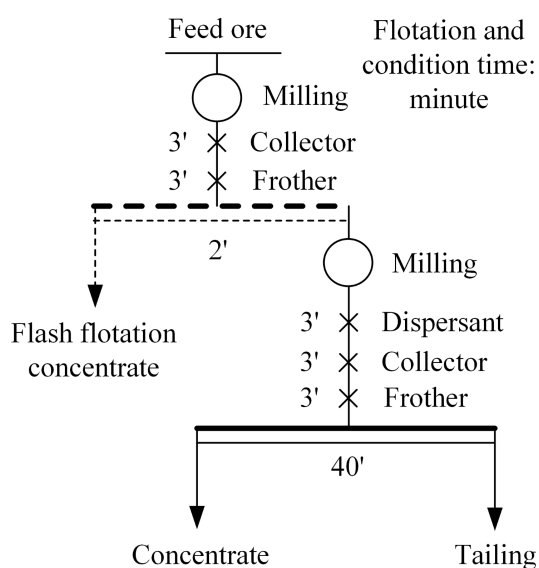 Feed ore
Flotation and
condition time:
minute
Milling
3' Collector
3' Frother
2'
Milling
Flash flotation
concentrate
3' Dispersant
3' Collector
3' Frother
40'
Concentrate
Tailing